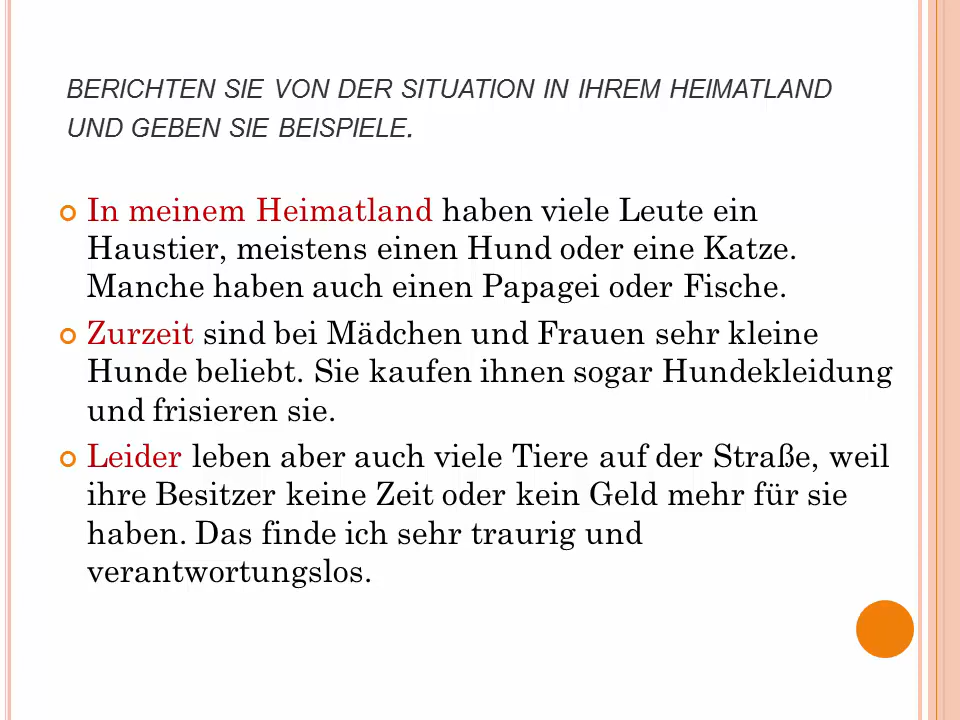 BERICHTEN SIE VON DER SITUATION IN IHREM HEIMATLAND
UND GEBEN SIE BEISPIELE.
In meinem Heimatland haben viele Leute ein
Haustier, meistens einen Hund oder eine Katze.
Manche haben auch einen Papagei oder Fische.
Zurzeit sind bei Mädchen und Frauen sehr kleine
Hunde beliebt. Sie kaufen ihnen sogar Hundekleidung
und frisieren sie.
Leider leben aber auch viele Tiere auf der Straße, weil
ihre Besitzer keine Zeit oder kein Geld mehr für sie
haben. Das finde ich sehr traurig und
verantwortungslos.